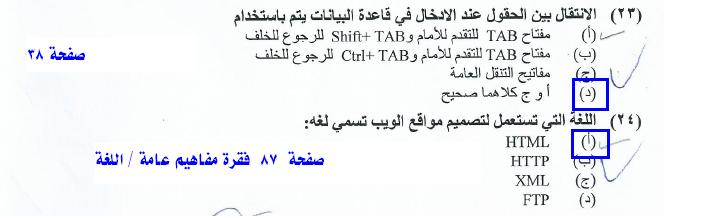 (٢٣) الانتقال بين الحقول عند الادخال في قاعدة البيانات يتم باستخدام
(أ) مفتاح TAB للتقدم للأمام وShift+ TAB للرجوع للخلف
(ب) مفتاح TAB للتقدم للأمام وCtrl+ TAB للرجوع للخلف
صفحة ٣٨
(ج) مفاتيح التنقل العامة
(د) أ و ج كلاهما صحيح
(٢٤) اللغة التي تستعمل لتصميم مواقع الويب تسمي لغه:
(أ) HTML
(ب) HTTP
صفحة ٨٧ فقرة مفاهيم عامة / اللغة
(ج) XML
(د) FTP